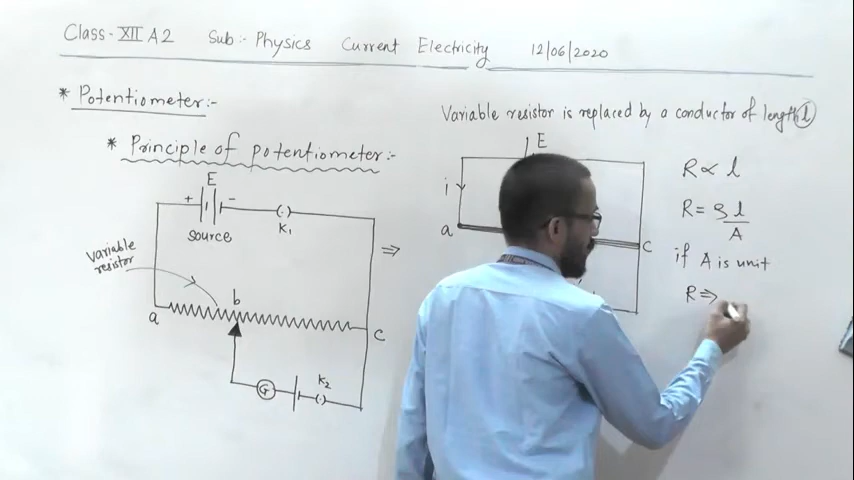 Class - XII A2 Sub:- Physics Current Electricity 12/06/2020
* Potentiometer:-
* Principle of potentiometer:-
E
+ -
K1
source
variable
resistor
a
b
c
G
K2
⇒
Variable resistor is replaced by a conductor of length l
E
i
a
c
R ∝ l
R = ρ l
A
if A is unit
R ⇒